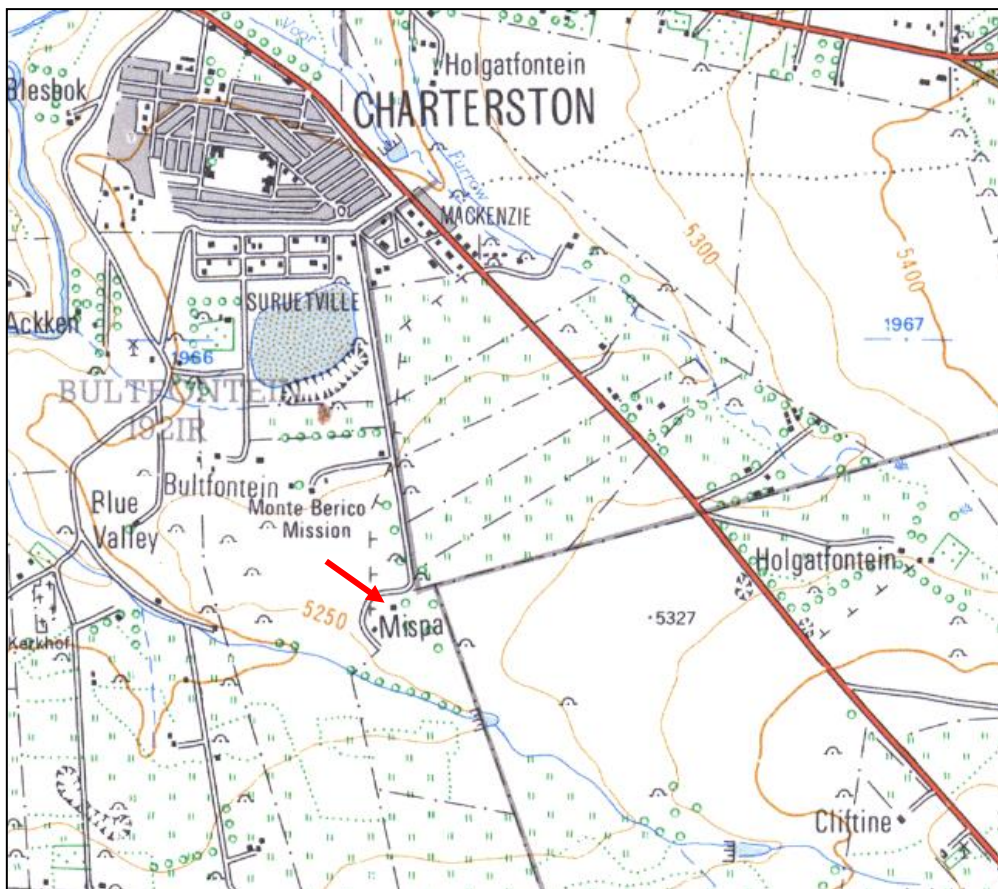 Voor
Holgatfontein
Blesbok
CHARTERSTON
Furrow
MACKENZIE
5300
5400
SURUETVILLE
Ackken
1966
1967
BULTFONTEIN
192IR
Bultfontein
Blue
Valley
Monte Berico
Mission
Holgatfontein
5250
5327
Mispa
Kerkhof
Cliftine